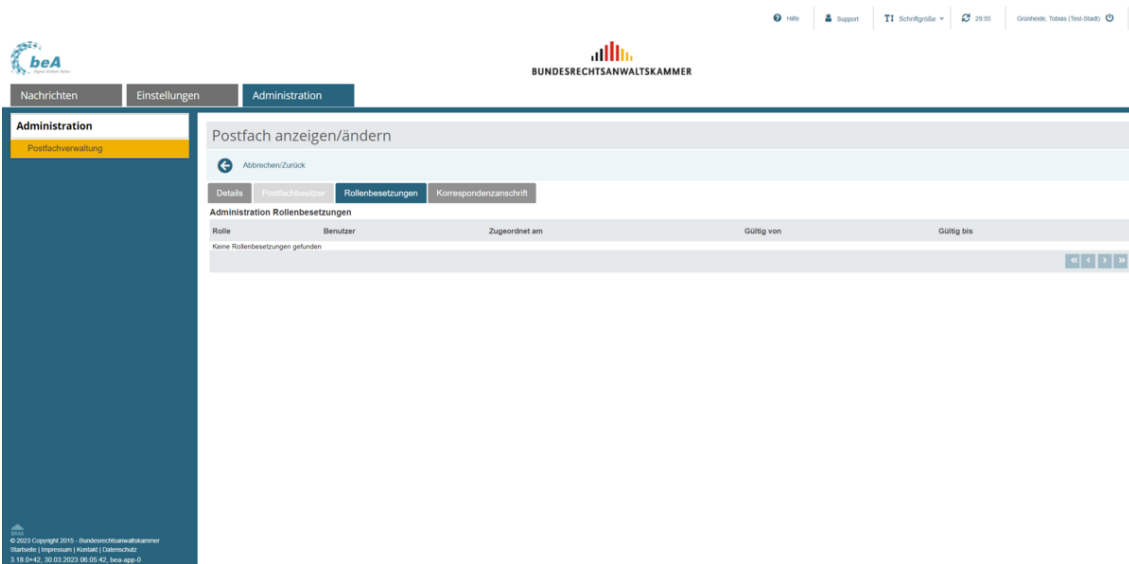 Hilfe Support Schriftgröße 29:55 Grünheide, Tobias (Test-Stadt)
beA
BUNDESRECHTSANWALTSKAMMER
Nachrichten Einstellungen Administration
Administration
Postfachverwaltung
Postfach anzeigen/ändern
Abbrechen/Zurück
Details Postfachbesitzer Rollenbesetzungen Korrespondenzanschrift
Administration Rollenbesetzungen
Rolle Benutzer Zugeordnet am Gültig von Gültig bis
Keine Rollenbesetzungen gefunden
« ‹ › »
BRAK
© 2023 Copyright 2015 - Bundesrechtsanwaltskammer
Startseite | Impressum | Kontakt | Datenschutz
3.18.0+42, 30.03.2023 06:05:42, bea-app-0